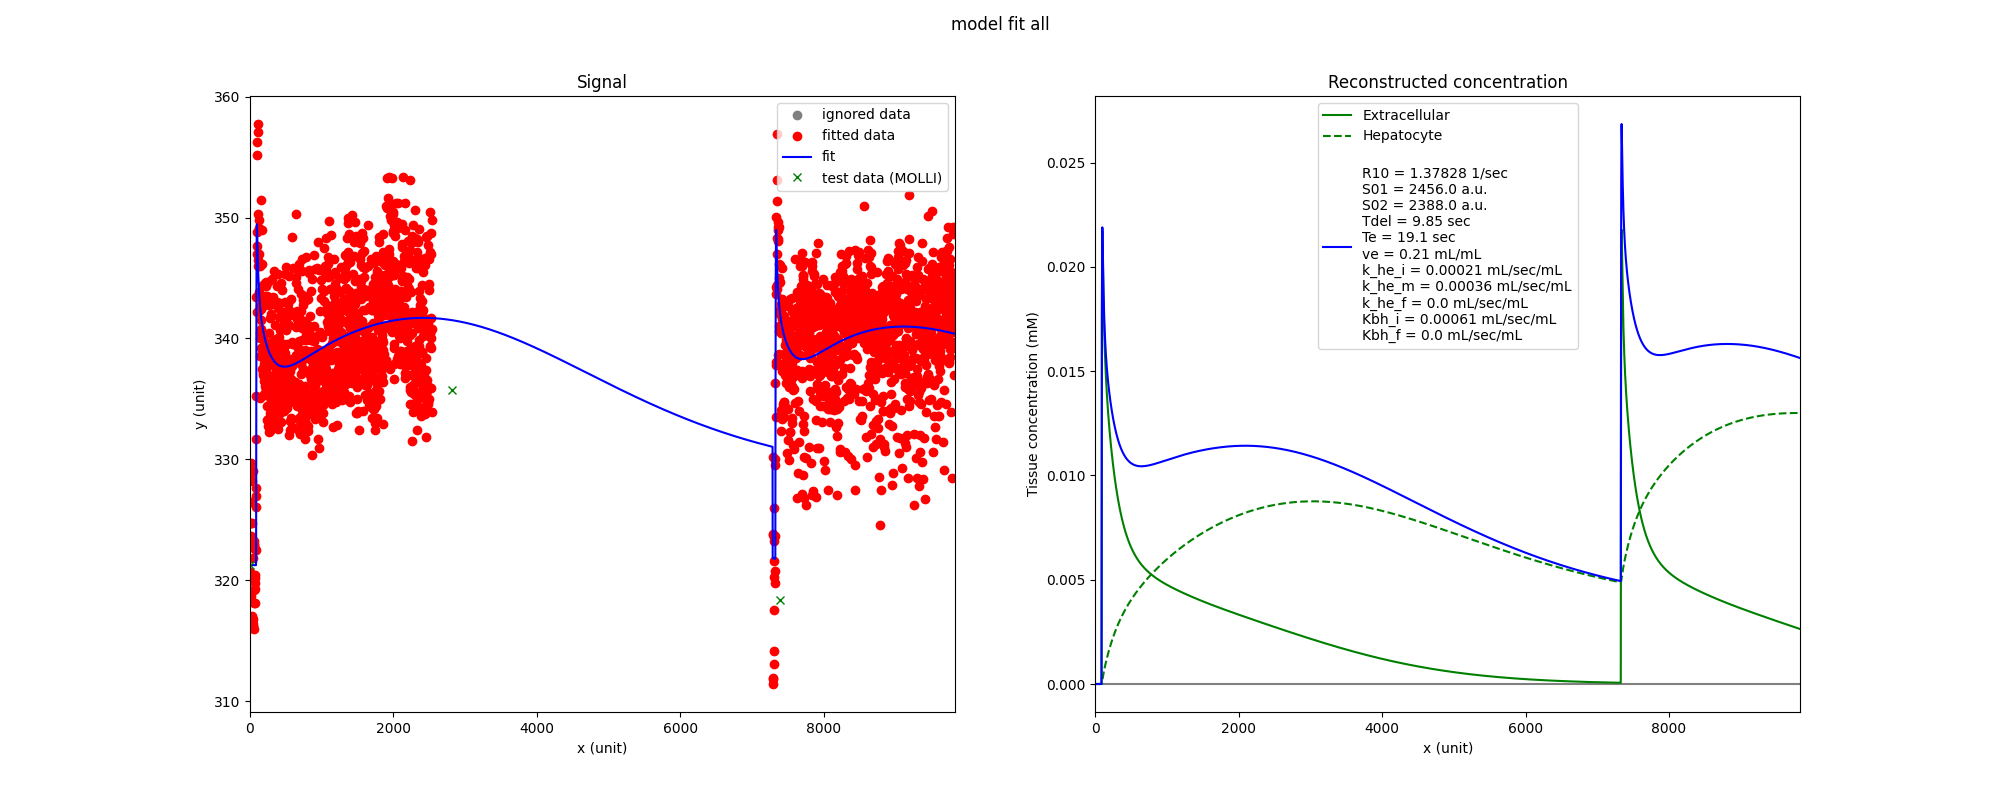 model fit all
Signal
360
350
340
330
320
310
y (unit)
0
2000
4000
6000
8000
x (unit)
ignored data
fitted data
fit
test data (MOLLI)
Reconstructed concentration
0.025
0.020
0.015
0.010
0.005
0.000
Tissue concentration (mM)
0
2000
4000
6000
8000
x (unit)
Extracellular
Hepatocyte
R10 = 1.37828 1/sec
S01 = 2456.0 a.u.
S02 = 2388.0 a.u.
Tdel = 9.85 sec
Te = 19.1 sec
ve = 0.21 mL/mL
k_he_i = 0.00021 mL/sec/mL
k_he_m = 0.00036 mL/sec/mL
k_he_f = 0.0 mL/sec/mL
Kbh_i = 0.00061 mL/sec/mL
Kbh_f = 0.0 mL/sec/mL